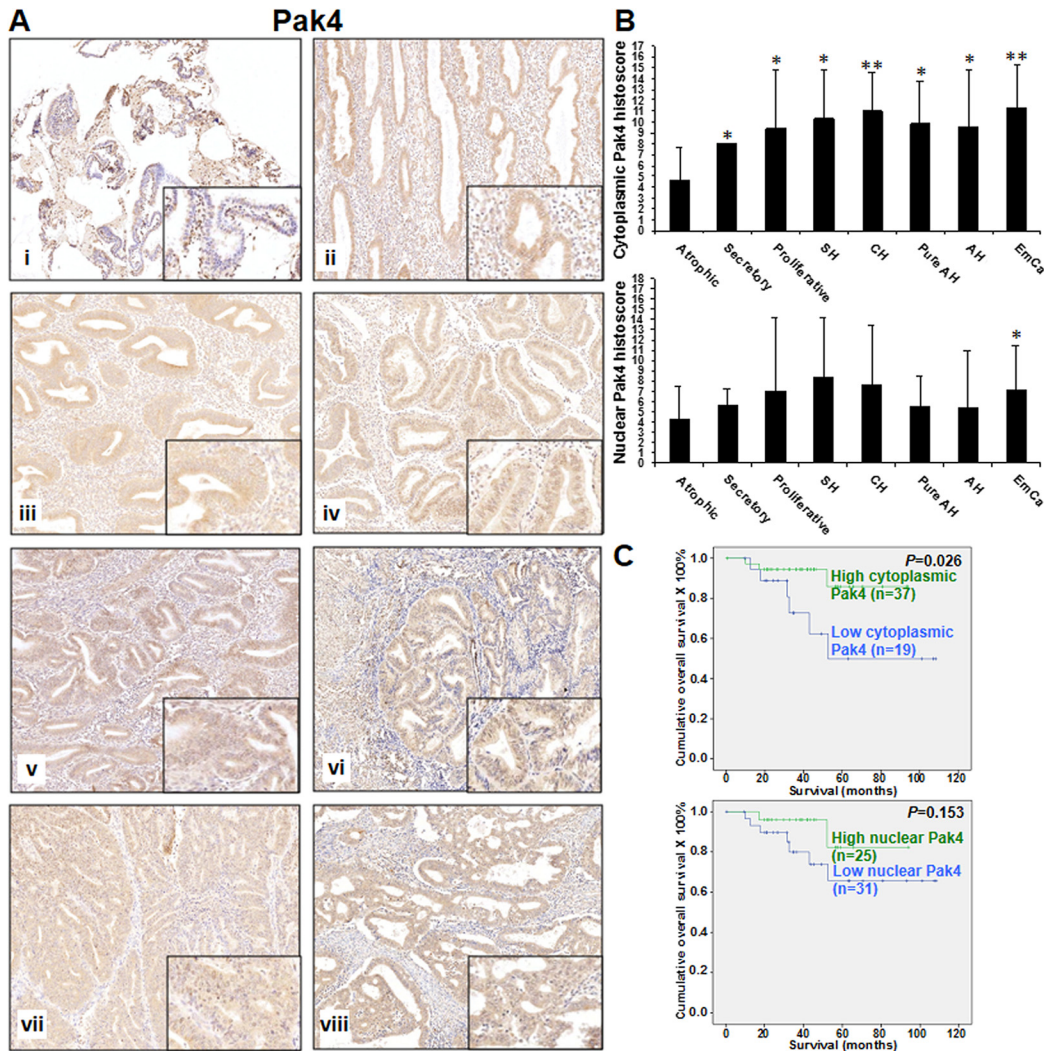 A
Pak4
i
ii
iii
iv
v
vi
vii
viii
B
Cytoplasmic Pak4 histoscore
17
16
15
14
13
12
11
10
9
8
7
6
5
4
3
2
1
0
*
*
*
**
*
*
**
Atrophic
Secretory
Proliferative
SH
CH
Pure AH
AH
EmCa
Nuclear Pak4 histoscore
18
17
16
15
14
13
12
11
10
9
8
7
6
5
4
3
2
1
0
*
Atrophic
Secretory
Proliferative
SH
CH
Pure AH
AH
EmCa
C
Cumulative overall survival X 100%
1.0
0.8
0.6
0.4
0.2
0.0
P=0.026
High cytoplasmic
Pak4 (n=37)
Low cytoplasmic
Pak4 (n=19)
0 20 40 60 80 100 120
Survival (months)
Cumulative overall survival X 100%
1.0
0.8
0.6
0.4
0.2
0.0
P=0.153
High nuclear Pak4
(n=25)
Low nuclear Pak4
(n=31)
0 20 40 60 80 100 120
Survival (months)